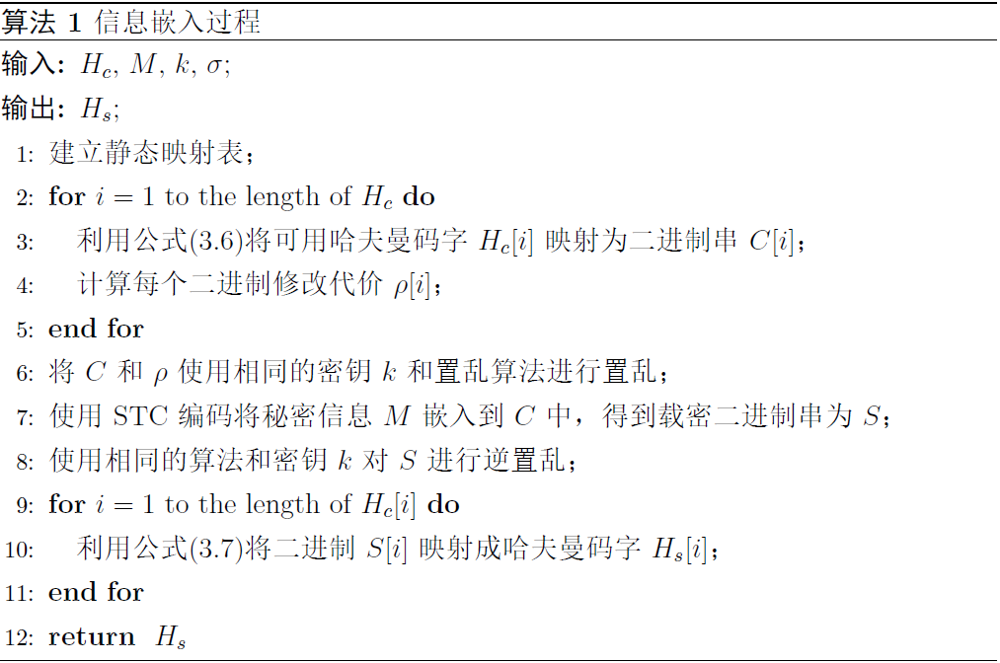 算法 1 信息嵌入过程
输入: H_c, M, k, σ;
输出: H_s;
1: 建立静态映射表;
2: for i = 1 to the length of H_c do
3: 利用公式(3.6)将可用哈夫曼码字 H_c[i] 映射为二进制串 C[i];
4: 计算每个二进制修改代价 ρ[i];
5: end for
6: 将 C 和 ρ 使用相同的密钥 k 和置乱算法进行置乱;
7: 使用 STC 编码将秘密信息 M 嵌入到 C 中，得到载密二进制串为 S;
8: 使用相同的算法和密钥 k 对 S 进行逆置乱;
9: for i = 1 to the length of H_c[i] do
10: 利用公式(3.7)将二进制 S[i] 映射成哈夫曼码字 H_s[i];
11: end for
12: return H_s